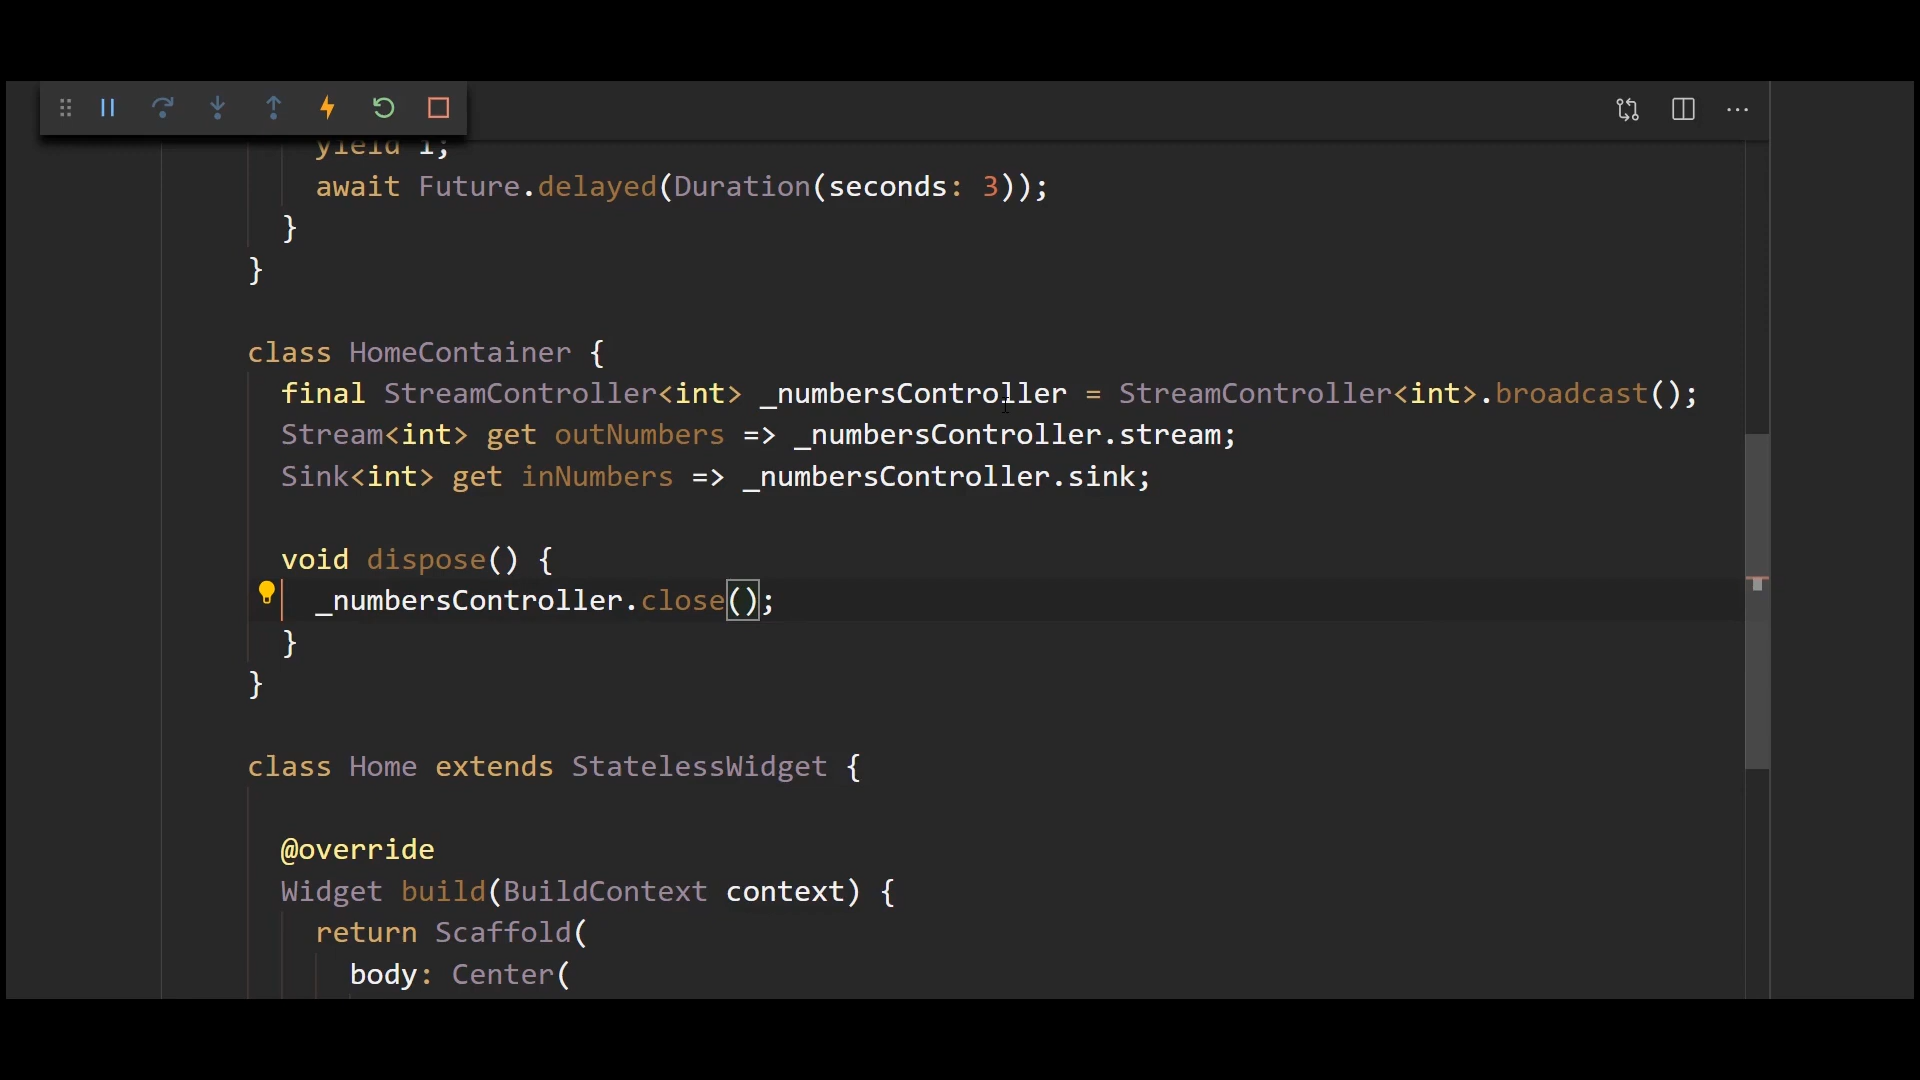 yield i;
await Future.delayed(Duration(seconds: 3));
}
}
class HomeContainer {
final StreamController<int> _numbersController = StreamController<int>.broadcast();
Stream<int> get outNumbers => _numbersController.stream;
Sink<int> get inNumbers => _numbersController.sink;
void dispose() {
_numbersController.close();
}
}
class Home extends StatelessWidget {
@override
Widget build(BuildContext context) {
return Scaffold(
body: Center(